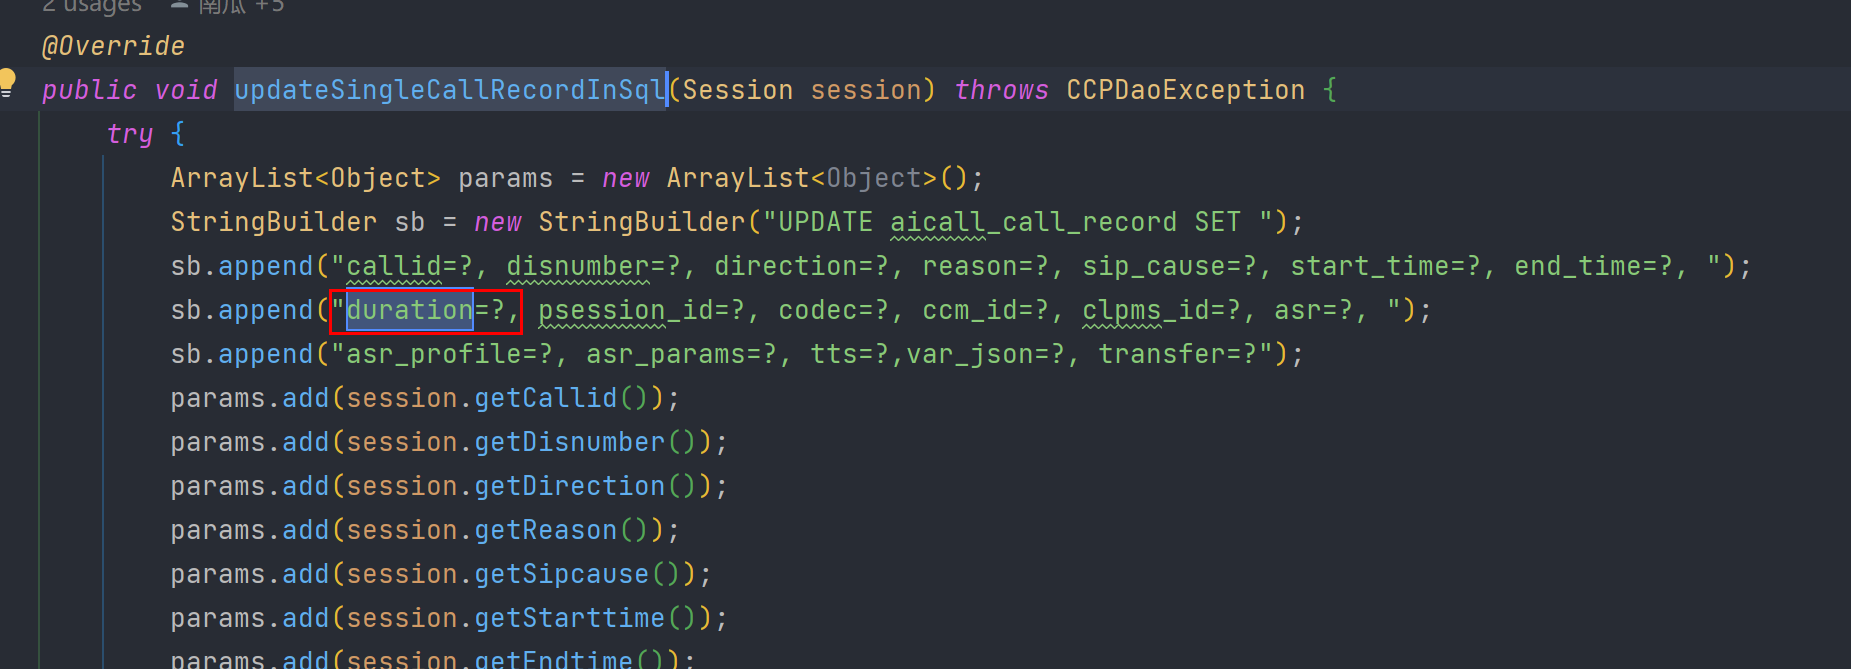 2 usages 南瓜 +5
@Override
public void updateSingleCallRecordInSql(Session session) throws CCPDaoException {
try {
ArrayList<Object> params = new ArrayList<Object>();
StringBuilder sb = new StringBuilder("UPDATE aicall_call_record SET ");
sb.append("callid=?, disnumber=?, direction=?, reason=?, sip_cause=?, start_time=?, end_time=?, ");
sb.append("duration=?, psession_id=?, codec=?, ccm_id=?, clpms_id=?, asr=?, ");
sb.append("asr_profile=?, asr_params=?, tts=?,var_json=?, transfer=?");
params.add(session.getCallid());
params.add(session.getDisnumber());
params.add(session.getDirection());
params.add(session.getReason());
params.add(session.getSipcause());
params.add(session.getStarttime());
params.add(session.getEndtime());